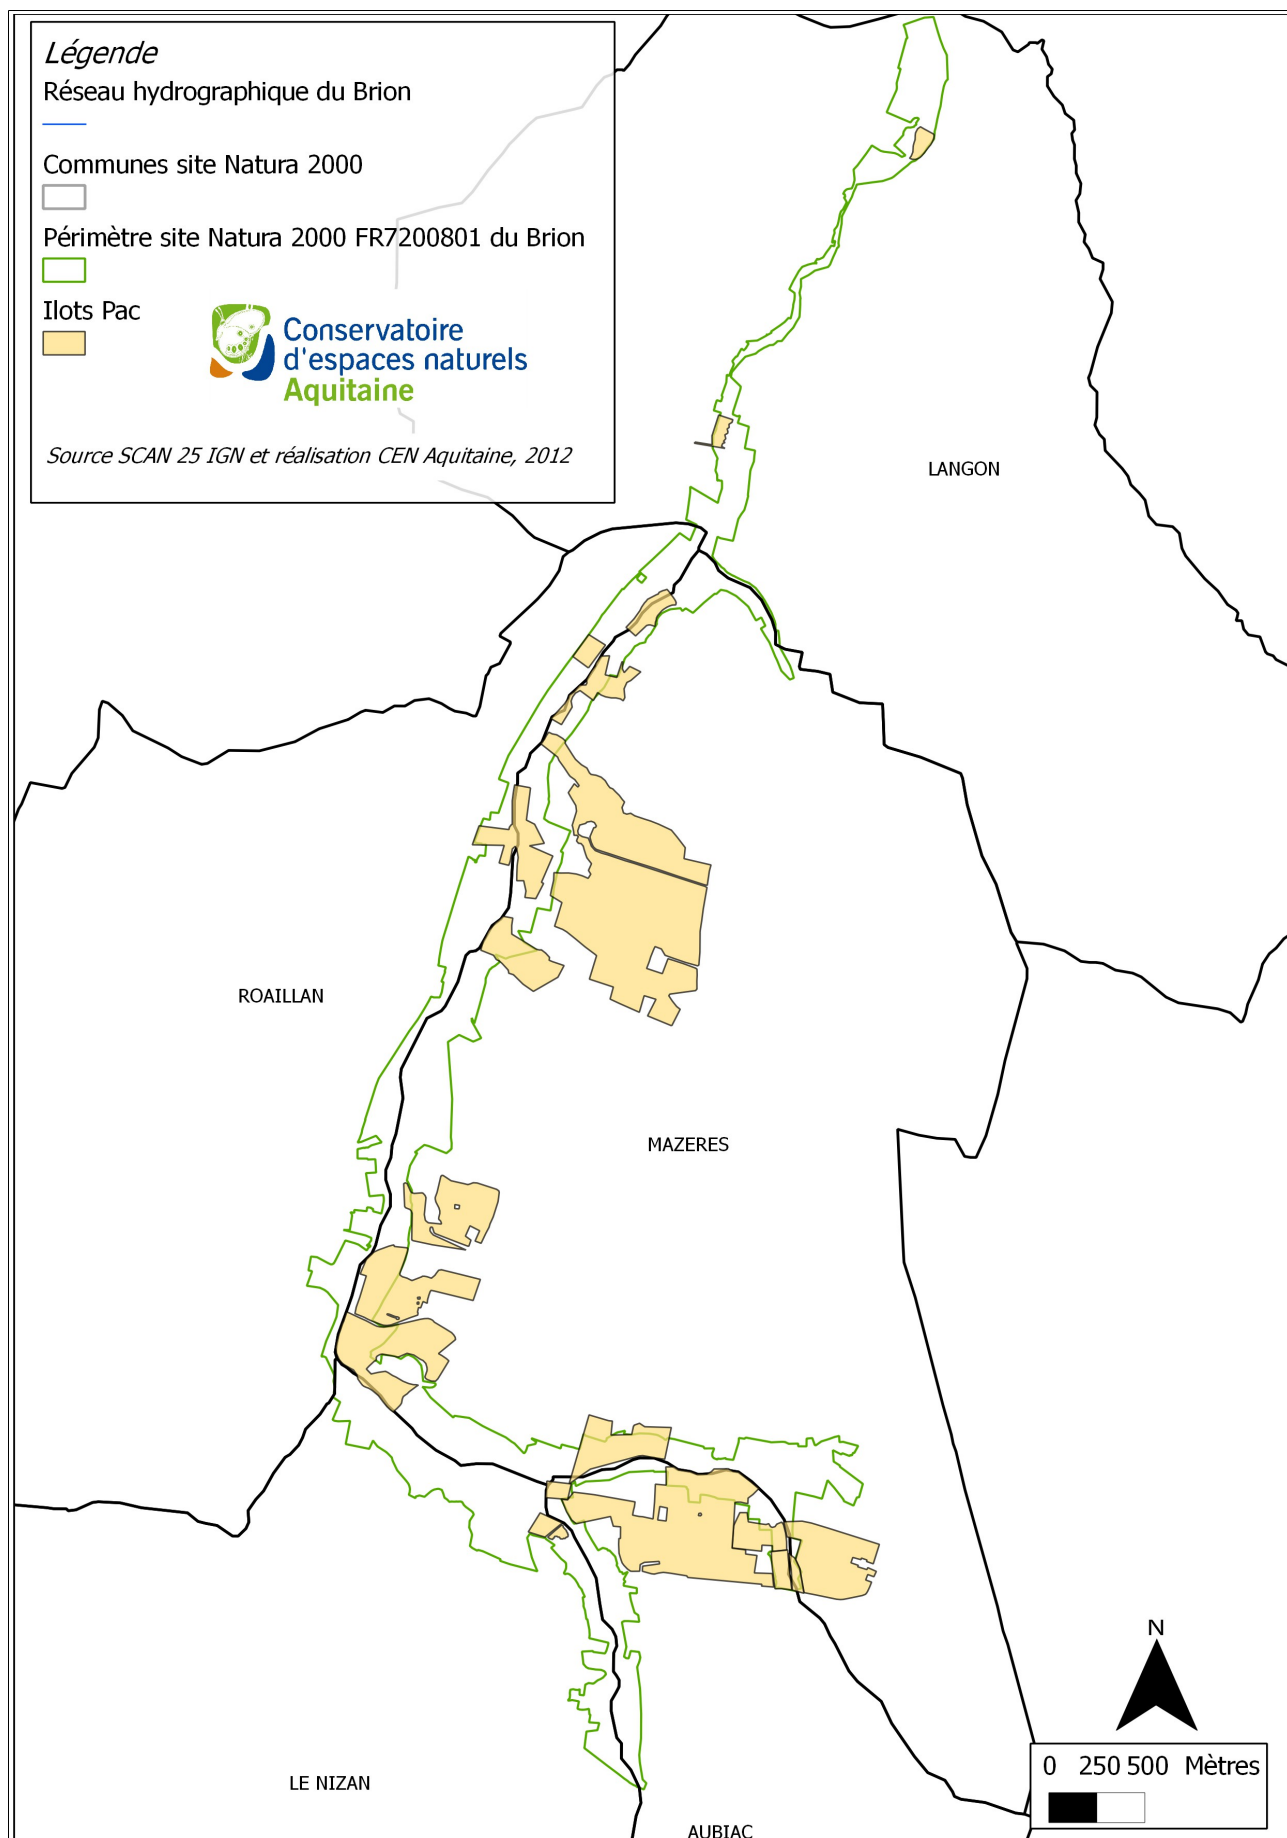 Légende
Réseau hydrographique du Brion
Communes site Natura 2000
Périmètre site Natura 2000 FR7200801 du Brion
Ilots Pac
Conservatoire
d'espaces naturels
Aquitaine
Source SCAN 25 IGN et réalisation CEN Aquitaine, 2012
LANGON
ROAILLAN
MAZERES
LE NIZAN
AUBIAC
N
0 250 500 Mètres